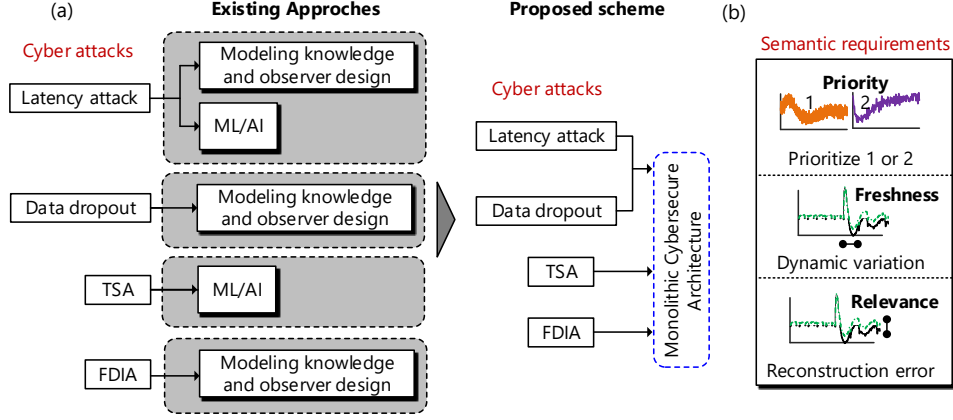 (a)
Existing Approches
Cyber attacks
Latency attack
Modeling knowledge
and observer design
ML/AI
Data dropout
Modeling knowledge
and observer design
TSA
ML/AI
FDIA
Modeling knowledge
and observer design
Proposed scheme
Cyber attacks
Latency attack
Data dropout
TSA
FDIA
Monolithic Cybersecure
Architecture
(b)
Semantic requirements
Priority
1
2
Prioritize 1 or 2
Freshness
Dynamic variation
Relevance
Reconstruction error